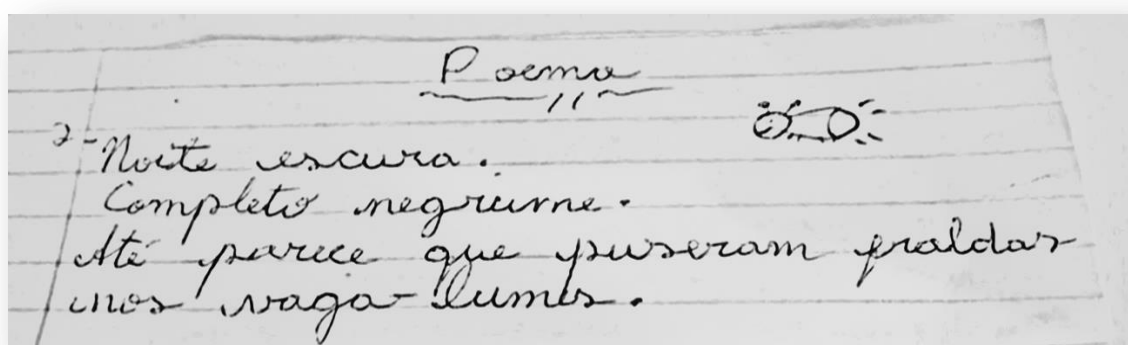 Poema
2- Noite escura.
Completo negrume.
Até parece que puseram fraldas
nos vaga-lumes.